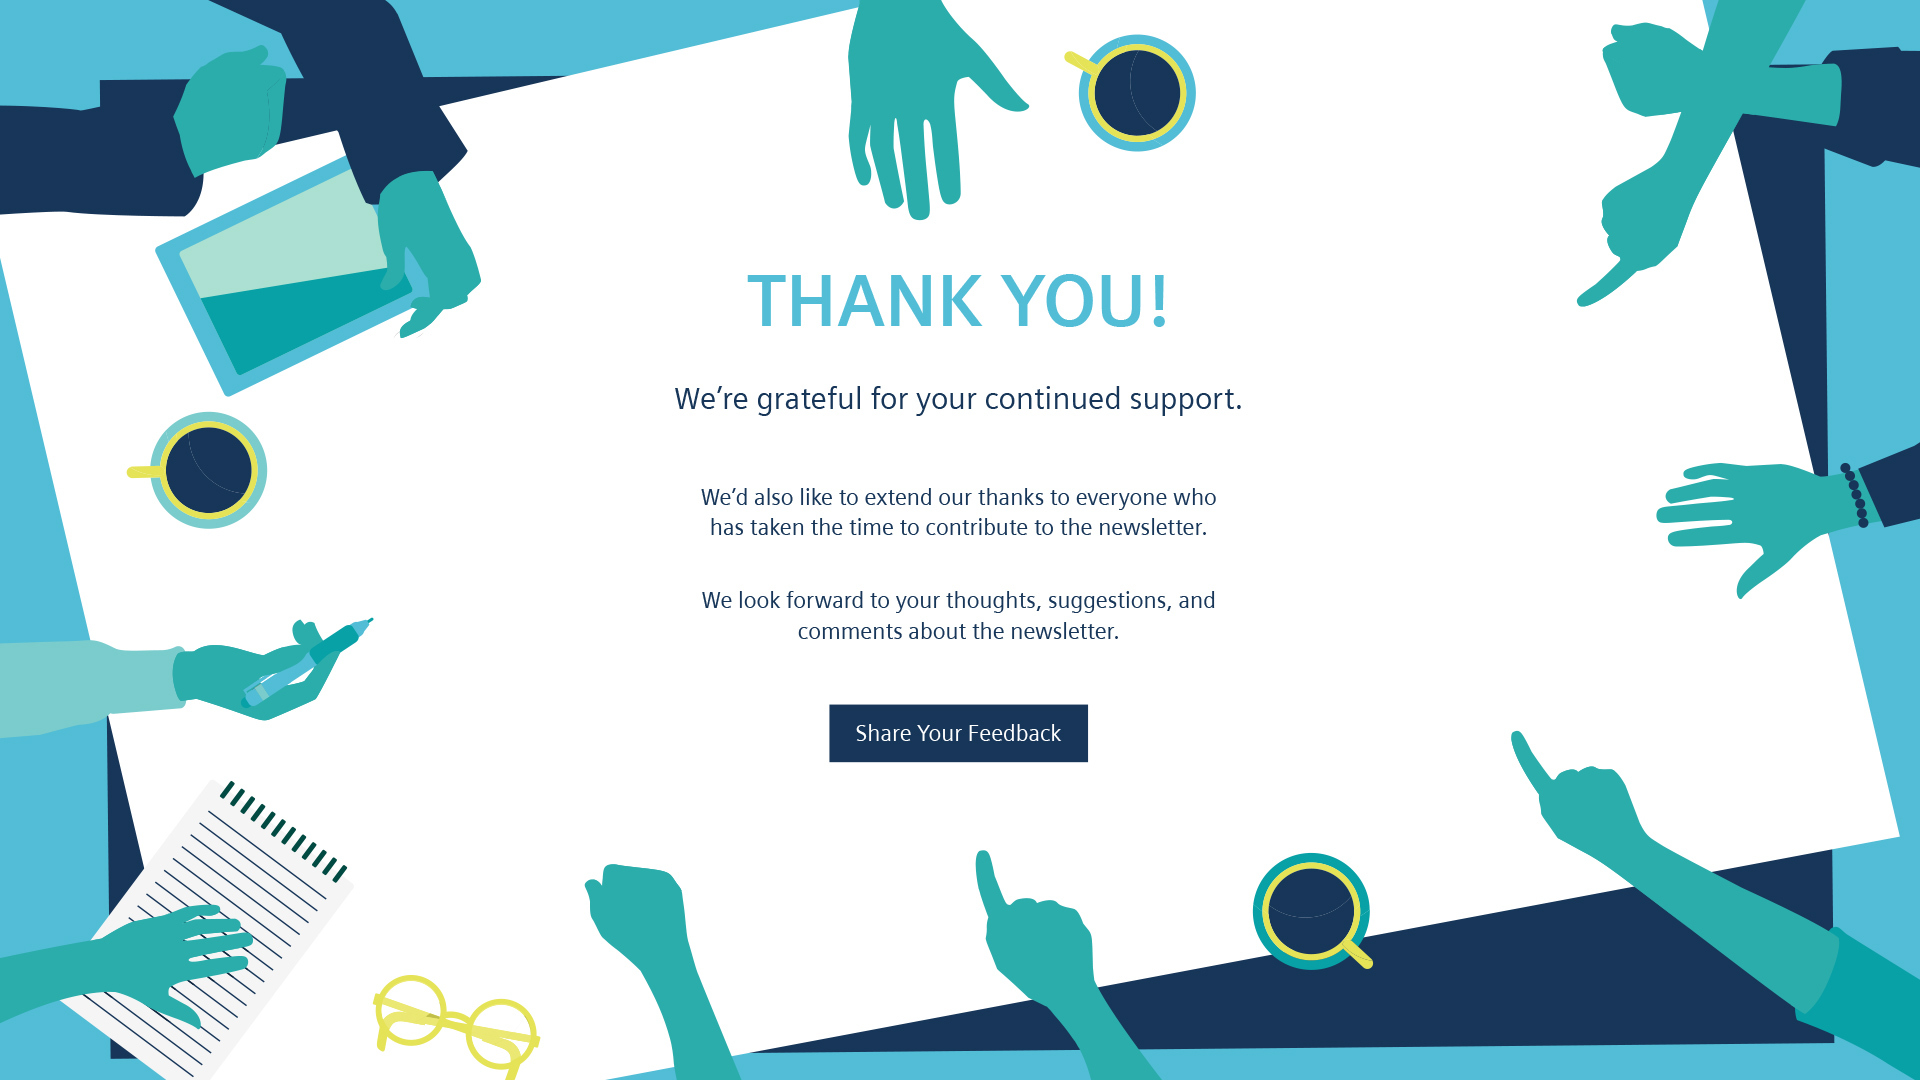 THANK YOU!
We’re grateful for your continued support.
We’d also like to extend our thanks to everyone who
has taken the time to contribute to the newsletter.
We look forward to your thoughts, suggestions, and
comments about the newsletter.
Share Your Feedback